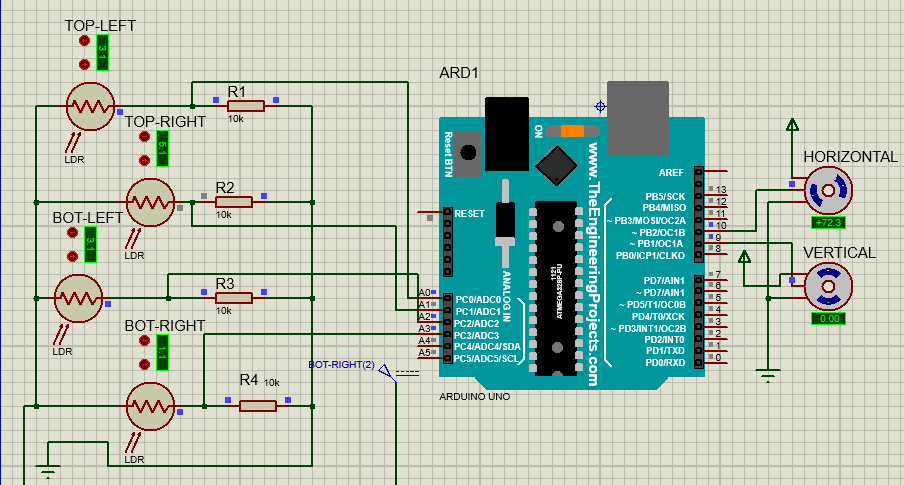 TOP-LEFT
3.1
LDR
R1
10k
TOP-RIGHT
5.1
LDR
R2
10k
BOT-LEFT
3.1
LDR
R3
10k
BOT-RIGHT
1.1
LDR
R4
10k
BOT-RIGHT(2)
ARD1
Reset BTN
ON
www.TheEngineeringProjects.com
RESET
ANALOG IN
1121
ATMEGA328P-PU
A0
A1
A2
A3
A4
A5
PC0/ADC0
PC1/ADC1
PC2/ADC2
PC3/ADC3
PC4/ADC4/SDA
PC5/ADC5/SCL
AREF
PB5/SCK
PB4/MISO
~ PB3/MOSI/OC2A
~ PB2/OC1B
~ PB1/OC1A
PB0/ICP1/CLKO
PD7/AIN1
~ PD7/AIN1
~ PD5/T1/OC0B
PD4/T0/XCK
~ PD3/INT1/OC2B
PD2/INT0
PD1/TXD
PD0/RXD
13
12
11
10
9
8
7
6
5
4
3
2
1
0
ARDUINO UNO
HORIZONTAL
+72.3
VERTICAL
0.00